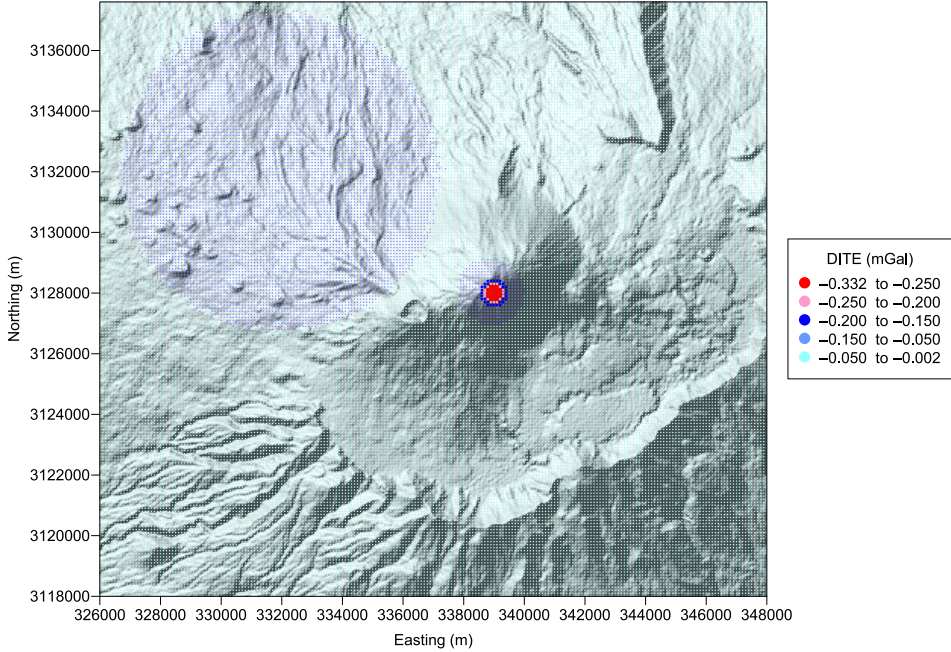 3136000
3134000
3132000
3130000
3128000
3126000
3124000
3122000
3120000
3118000
Northing (m)
326000 328000 330000 332000 334000 336000 338000 340000 342000 344000 346000 348000
Easting (m)
DITE (mGal)
−0.332 to −0.250
−0.250 to −0.200
−0.200 to −0.150
−0.150 to −0.050
−0.050 to −0.002